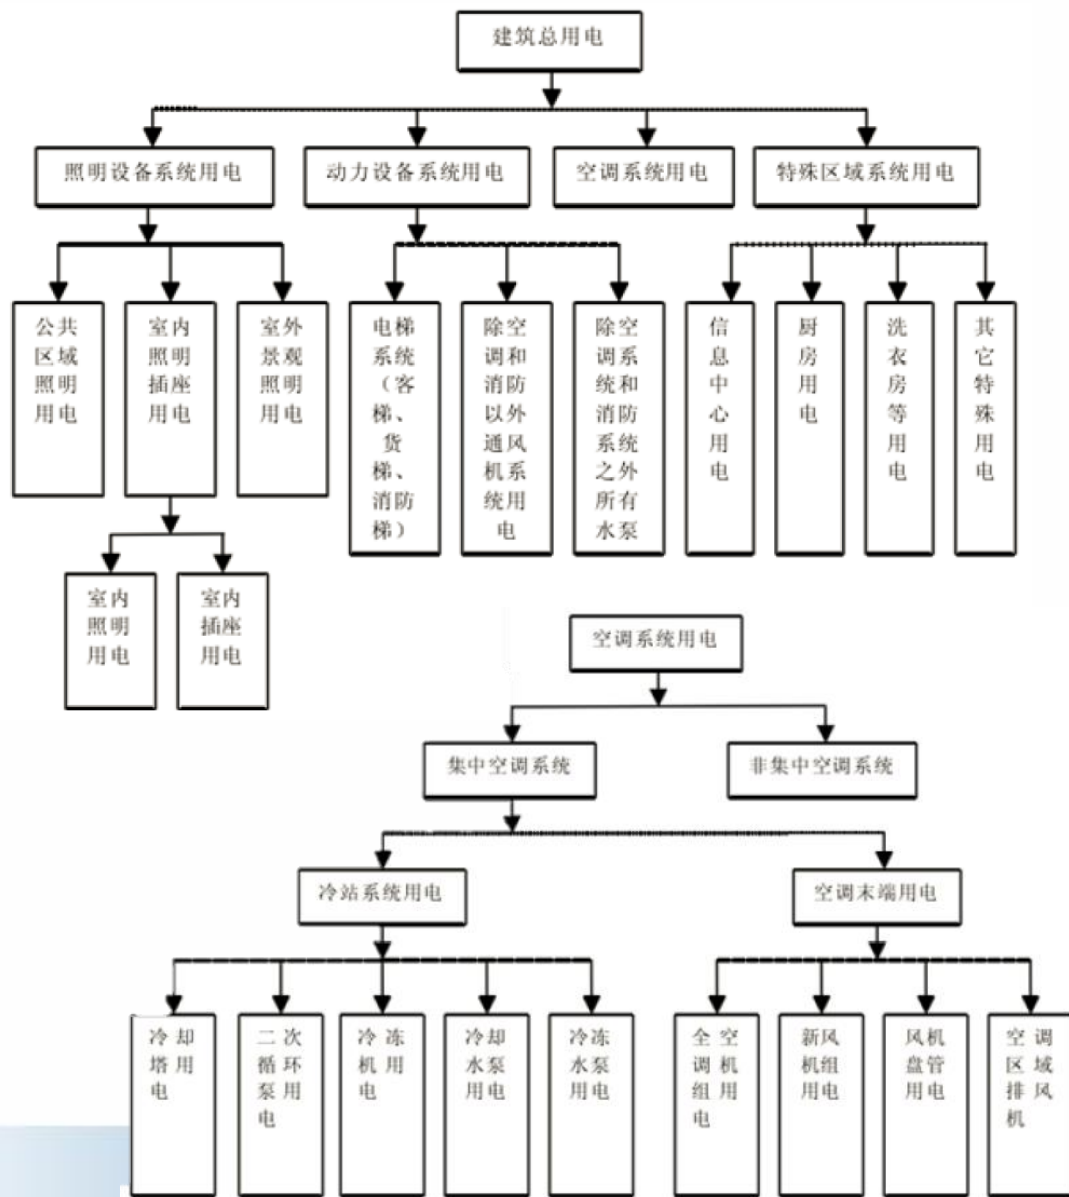 建筑总用电
照明设备系统用电
动力设备系统用电
空调系统用电
特殊区域系统用电
公共
区域
照明
用电
室内
照明
插座
用电
室外
景观
照明
用电
电梯
系统
（客
梯、
货
梯、
消防
梯）
除空
调和
消防
以外
通风
机系
统用
电
除空
调系
统和
消防
系统
之外
所有
水泵
信
息
中
心
用
电
厨
房
用
电
洗
衣
房
等
用
电
其
它
特
殊
用
电
室内
照明
用电
室内
插座
用电
空调系统用电
集中空调系统
非集中空调系统
冷站系统用电
空调末端用电
冷却
塔用
电
二次
循环
泵用
电
冷冻
机用
电
冷却
水泵
用电
冷冻
水泵
用电
全空
调机
组用
电
新风
机组
用电
风机
盘管
用电
空调
区域
排风
机